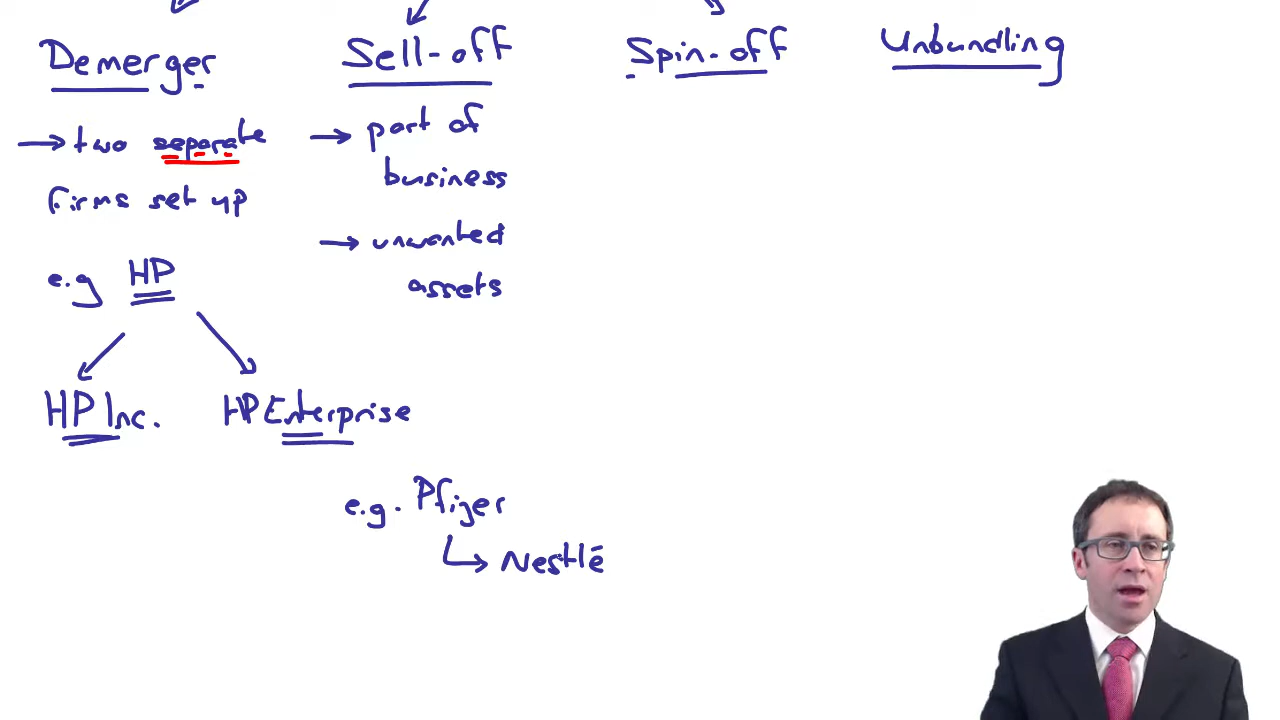 Demerger
→ two separate
firms set up
e.g HP
HP Inc. HP Enterprise
Sell-off
→ part of
business
→ unwanted
assets
e.g. Pfizer
↳ Nestlē
Spin-off
Unbundling